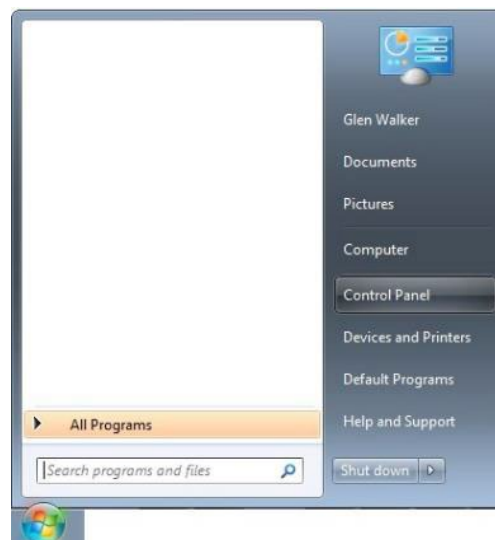 Glen Walker
Documents
Pictures
Computer
Control Panel
Devices and Printers
Default Programs
Help and Support
All Programs
Search programs and files
Shut down